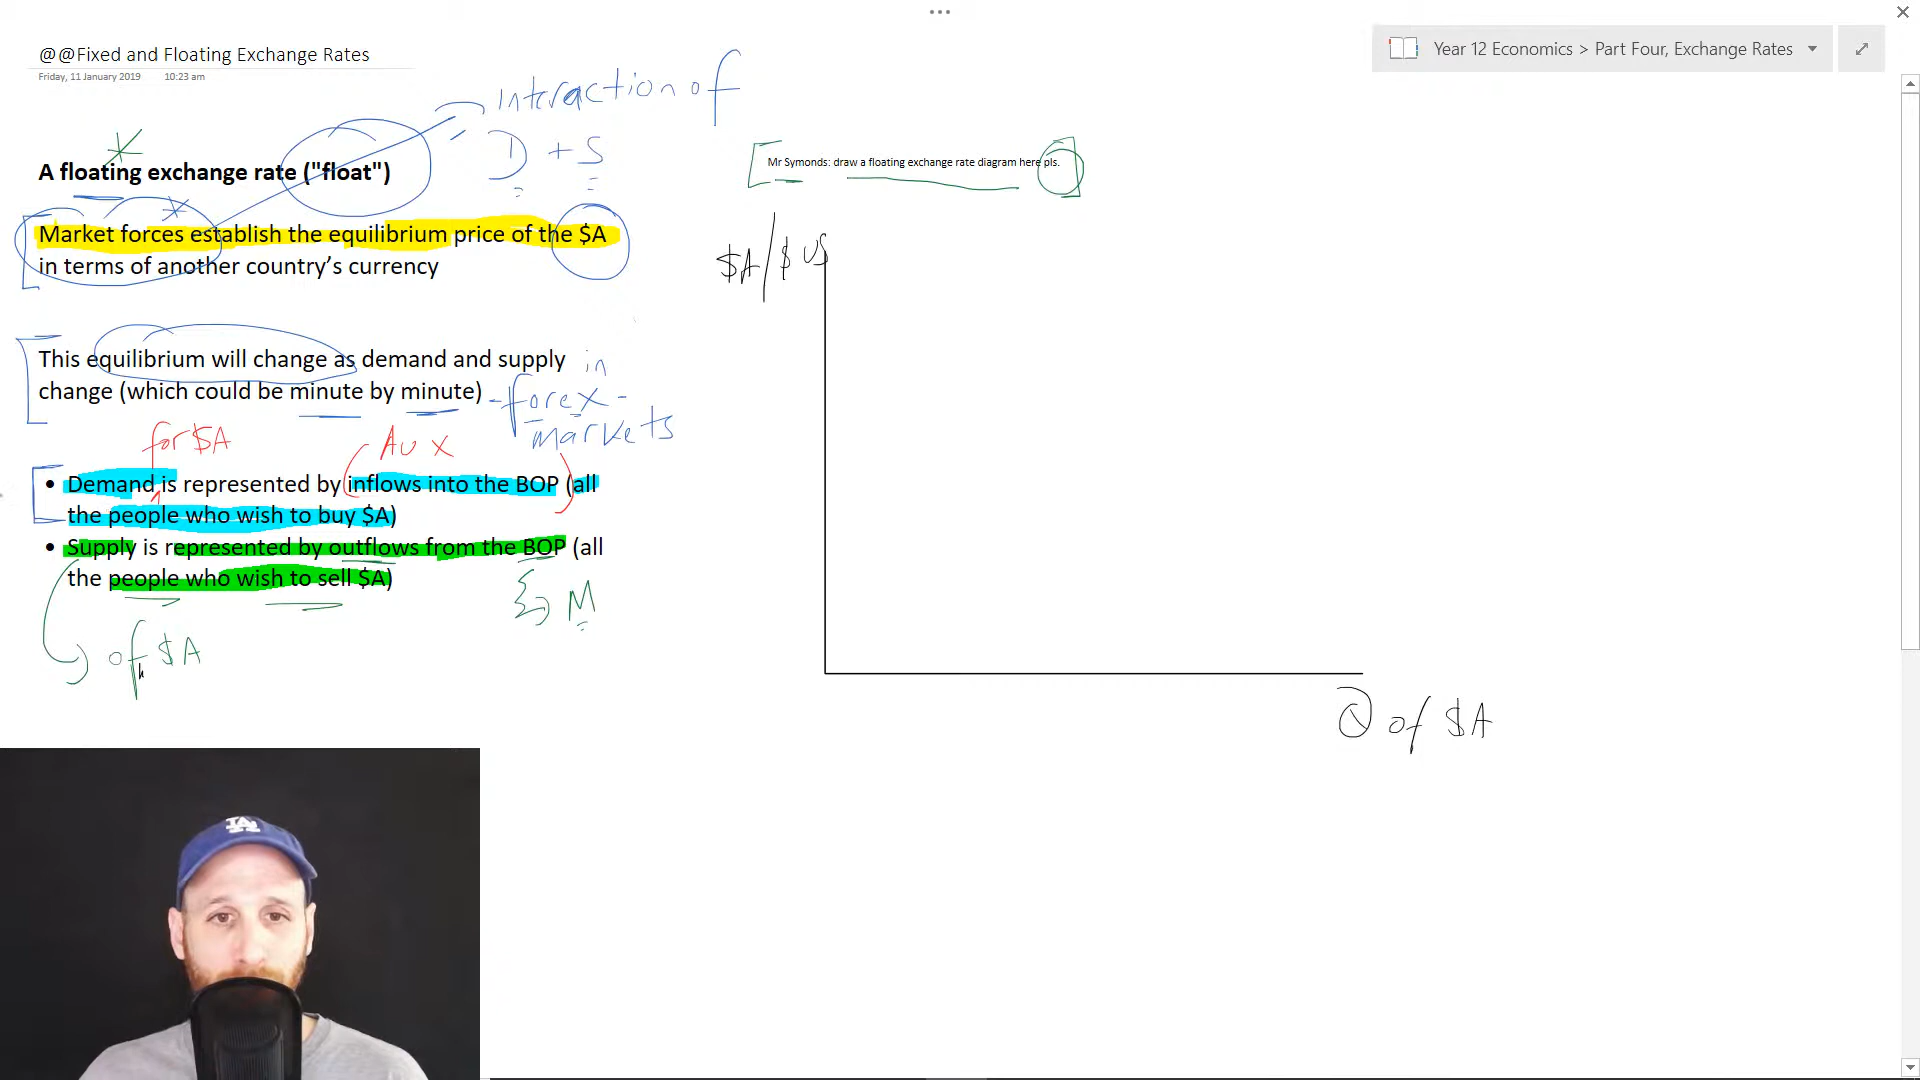 @@Fixed and Floating Exchange Rates
Friday, 11 January 2019 10:23 am
Year 12 Economics > Part Four, Exchange Rates
Interaction of
D + S
A floating exchange rate ("float")
Mr Symonds: draw a floating exchange rate diagram here pls.
Market forces establish the equilibrium price of the $A
in terms of another country's currency
$A/$US
This equilibrium will change as demand and supply
change (which could be minute by minute)
in
-forex-
markets
for $A
AU X
• Demand is represented by inflows into the BOP (all
the people who wish to buy $A)
• Supply is represented by outflows from the BOP (all
the people who wish to sell $A)
M
of $A
Q of $A
LA